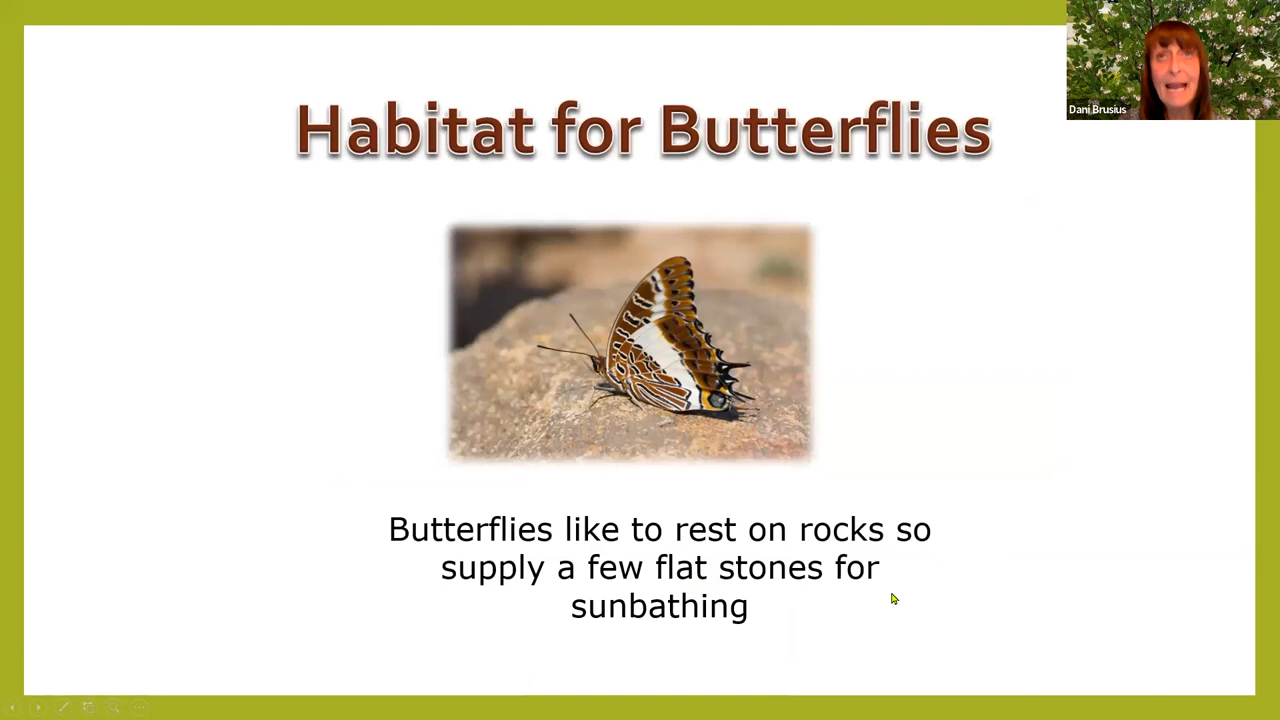 Dani Brusius
Habitat for Butterflies
Butterflies like to rest on rocks so
supply a few flat stones for
sunbathing